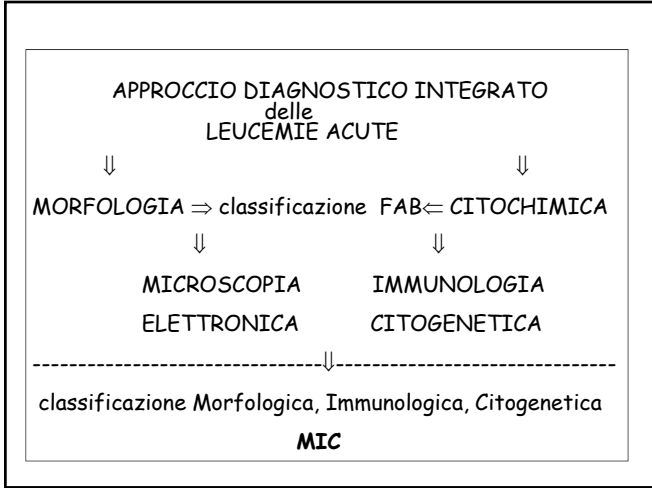 APPROCCIO DIAGNOSTICO INTEGRATO
delle
LEUCEMIE ACUTE
⇓ ⇓
MORFOLOGIA ⇒ classificazione FAB⇐ CITOCHIMICA
⇓ ⇓
MICROSCOPIA IMMUNOLOGIA
ELETTRONICA CITOGENETICA
------------------------------⇓--------------------------------
classificazione Morfologica, Immunologica, Citogenetica
MIC